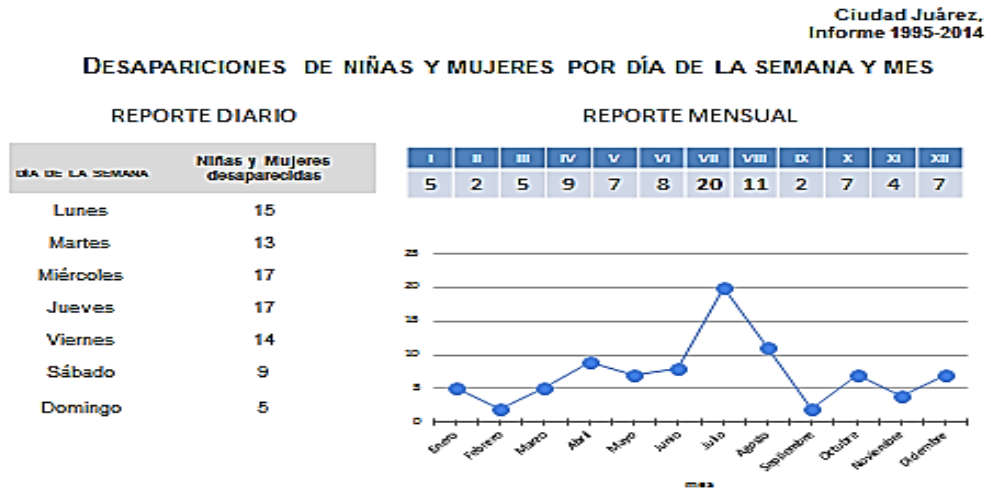 Ciudad Juárez,
Informe 1995-2014
DESAPARICIONES DE NIÑAS Y MUJERES POR DÍA DE LA SEMANA Y MES
REPORTE DIARIO
DÍA DE LA SEMANA Niñas y Mujeres desaparecidas
Lunes 15
Martes 13
Miércoles 17
Jueves 17
Viernes 14
Sábado 9
Domingo 5
REPORTE MENSUAL
I II III IV V VI VII VIII IX X XI XII
5 2 5 9 7 8 20 11 2 7 4 7
25
20
15
10
5
0
Enero Febrero Marzo Abril Mayo Junio Julio Agosto Septiembre Octubre Noviembre Diciembre
mes